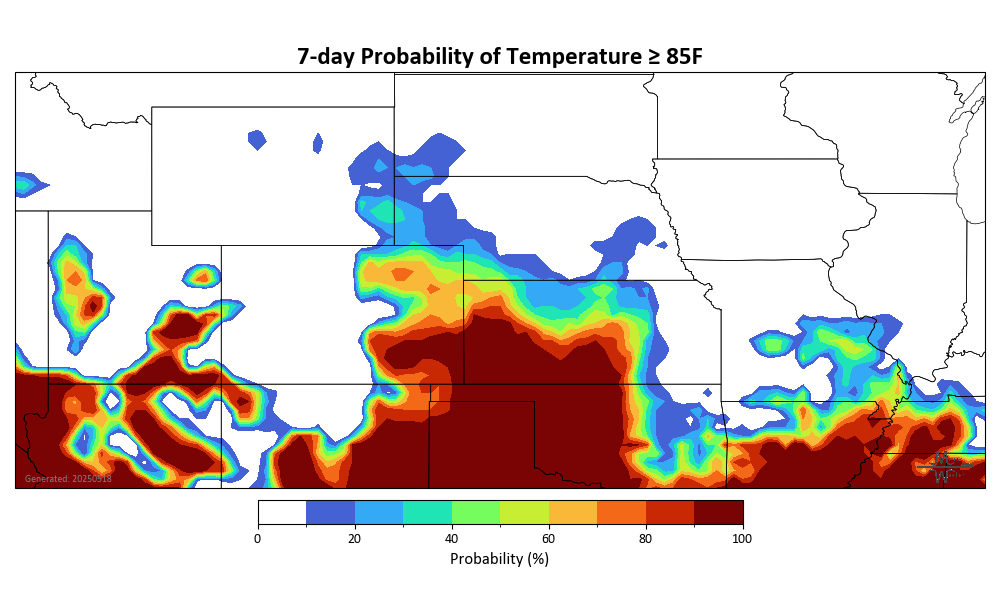 7-day Probability of Temperature ≥ 85F
Generated: 20250918
0 20 40 60 80 100
Probability (%)